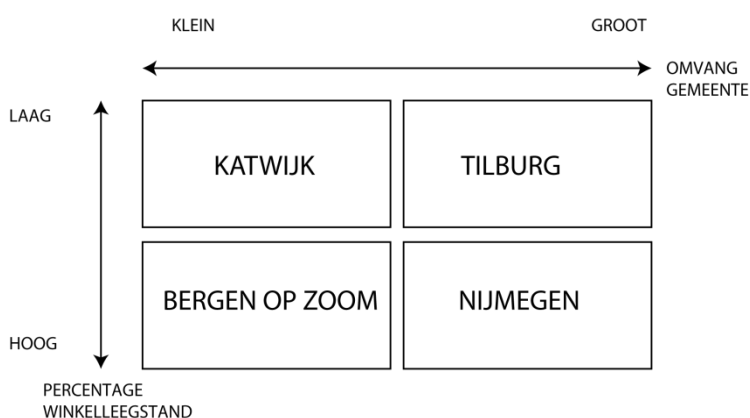 KLEIN GROOT
OMVANG
GEMEENTE
LAAG
KATWIJK TILBURG
BERGEN OP ZOOM NIJMEGEN
HOOG
PERCENTAGE
WINKELLEEGSTAND